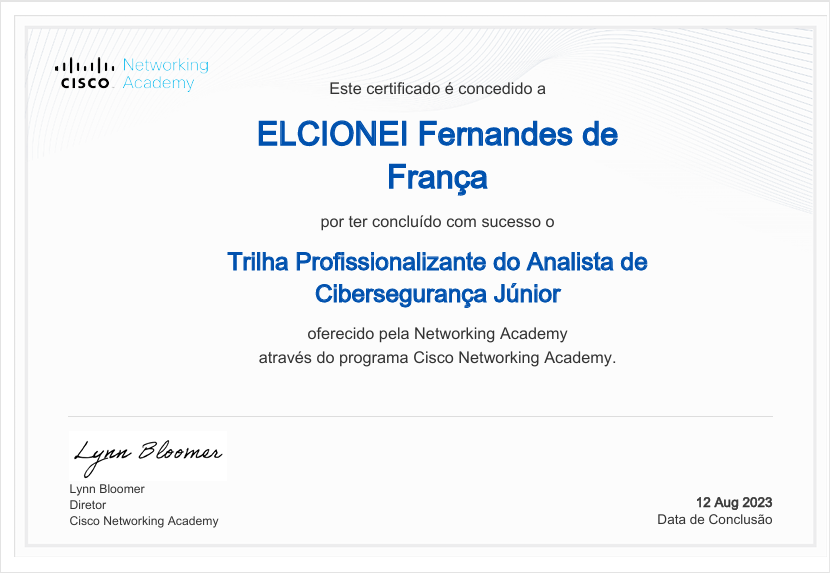 CISCO. Networking Academy
Este certificado é concedido a
ELCIONEI Fernandes de
França
por ter concluído com sucesso o
Trilha Profissionalizante do Analista de
Cibersegurança Júnior
oferecido pela Networking Academy
através do programa Cisco Networking Academy.
Lynn Bloomer
Lynn Bloomer
Diretor
Cisco Networking Academy
12 Aug 2023
Data de Conclusão